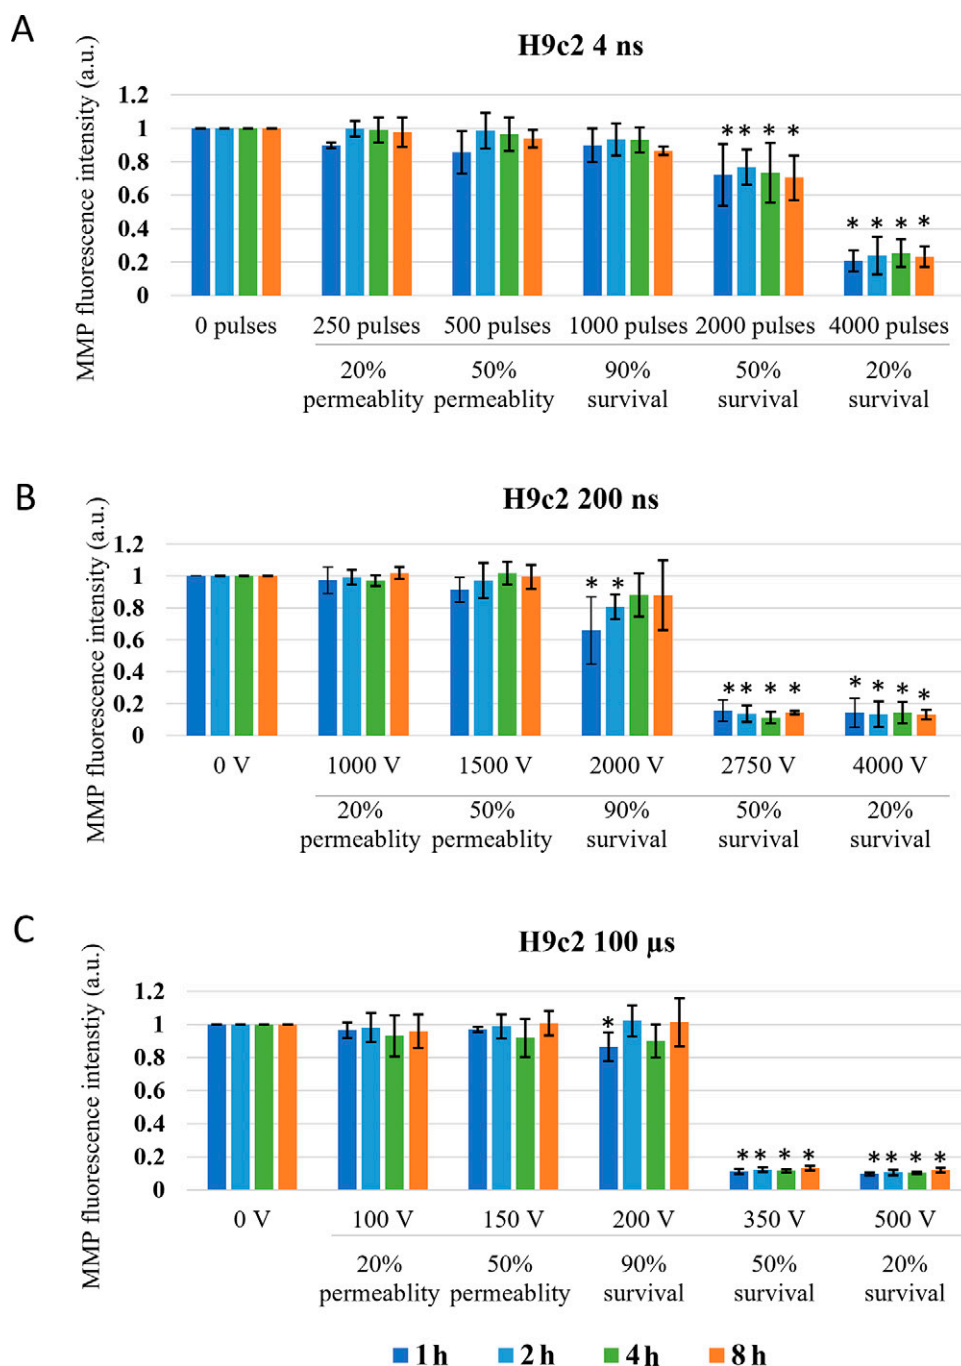 A
H9c2 4 ns
MMP fluorescence intensity (a.u.)
1.2
1
0.8
0.6
0.4
0.2
0
* * * *
* * * *
0 pulses 250 pulses 500 pulses 1000 pulses 2000 pulses 4000 pulses
20% 50% 90% 50% 20%
permeablity permeablity survival survival survival
B
H9c2 200 ns
MMP fluorescence intensity (a.u.)
1.2
1
0.8
0.6
0.4
0.2
0
* *
* * * *
* * * *
0 V 1000 V 1500 V 2000 V 2750 V 4000 V
20% 50% 90% 50% 20%
permeablity permeablity survival survival survival
C
H9c2 100 µs
MMP fluorescence intenstiy (a.u.)
1.2
1
0.8
0.6
0.4
0.2
0
*
* * * *
* * * *
0 V 100 V 150 V 200 V 350 V 500 V
20% 50% 90% 50% 20%
permeablity permeablity survival survival survival
1 h 2 h 4 h 8 h